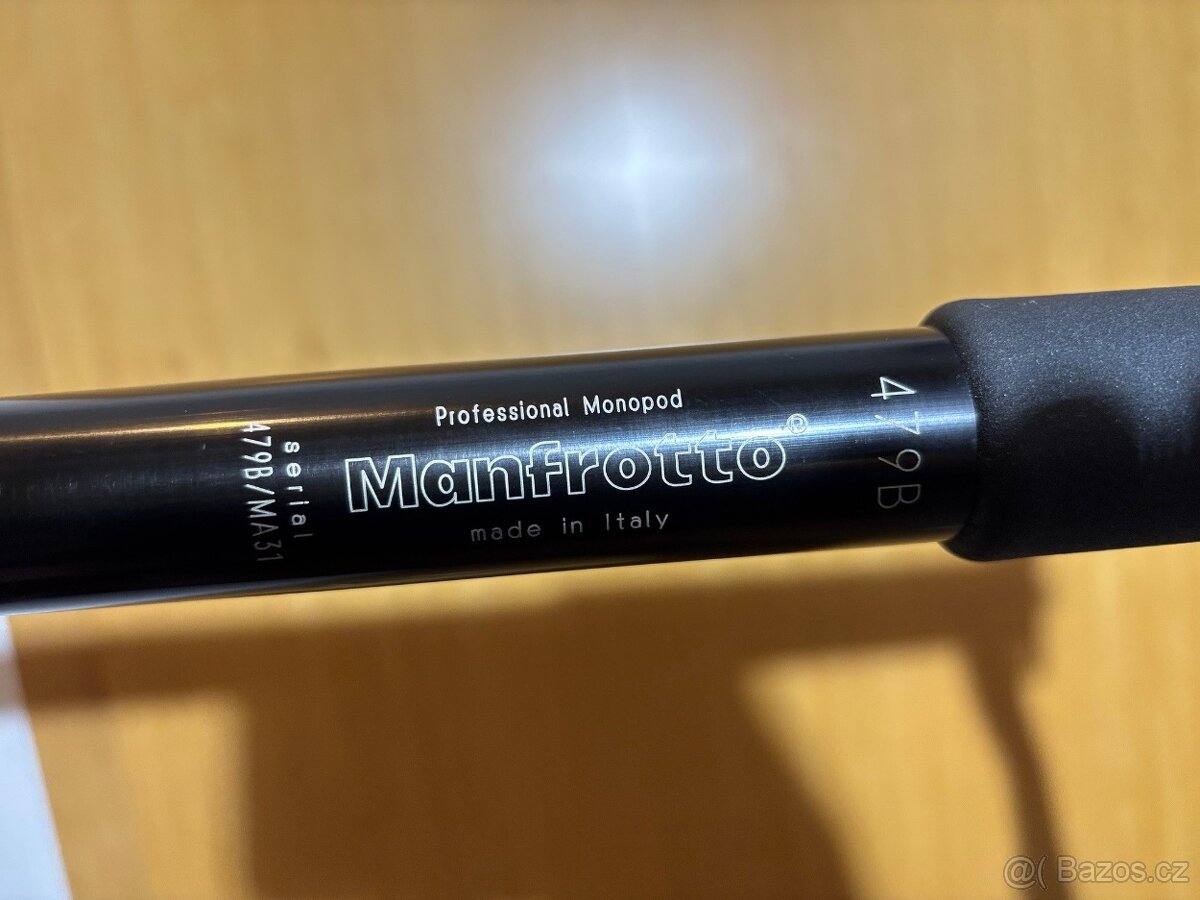 Professional Monopod
Manfrotto®
made in Italy
479B
serial
479B/MA31
@( Bazos.cz